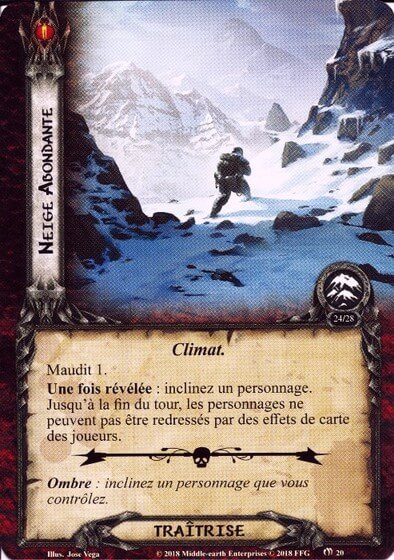 NEIGE ABONDANTE
24/28
Climat.
Maudit 1.
Une fois révélée : inclinez un personnage.
Jusqu'à la fin du tour, les personnages ne
peuvent pas être redressés par des effets de carte
des joueurs.
Ombre : inclinez un personnage que vous
contrôlez.
TRAÎTRISE
Illus. Jose Vega
© 2018 Middle-earth Enterprises © 2018 FFG
20